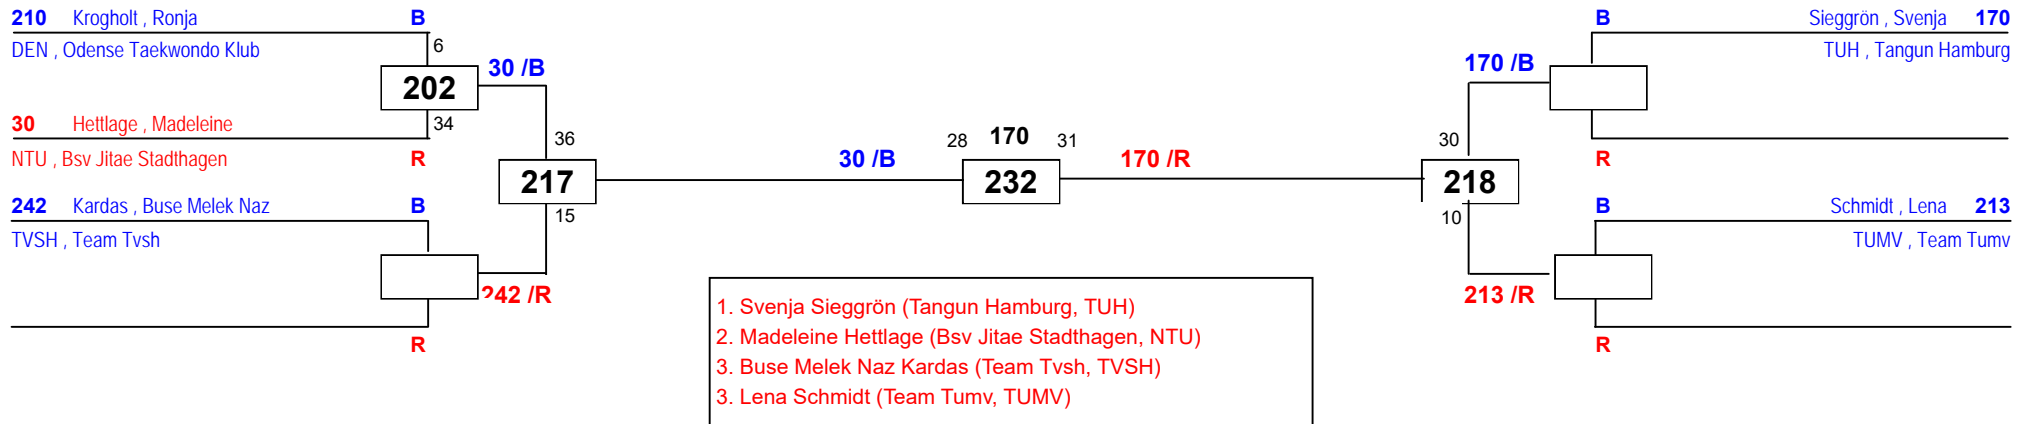 210 Krogholt , Ronja B
DEN , Odense Taekwondo Klub
6
202
30 /B
34
30 Hettlage , Madeleine
NTU , Bsv Jitae Stadthagen R
242 Kardas , Buse Melek Naz B
TVSH , Team Tvsh
242 /R
R
36
217
15
30 /B
28 170 31
232
170 /R
1. Svenja Sieggrön (Tangun Hamburg, TUH)
2. Madeleine Hettlage (Bsv Jitae Stadthagen, NTU)
3. Buse Melek Naz Kardas (Team Tvsh, TVSH)
3. Lena Schmidt (Team Tumv, TUMV)
30
218
10
B Sieggrön , Svenja 170
TUH , Tangun Hamburg
170 /B
R
B Schmidt , Lena 213
TUMV , Team Tumv
213 /R
R